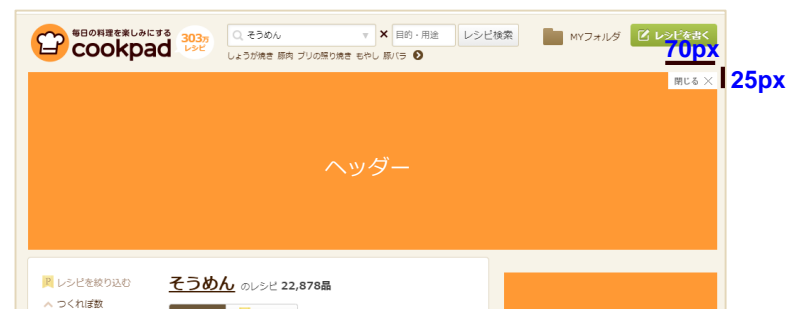 毎日の料理を楽しみにする
cookpad
303万
レシピ
そうめん
×
目的・用途
レシピ検索
しょうが焼き 豚肉 ブリの照り焼き もやし 豚バラ
MYフォルダ
レシピを書く
70px
閉じる ×
25px
ヘッダー
レシピを絞り込む
つくれぽ数
そうめん のレシピ 22,878品